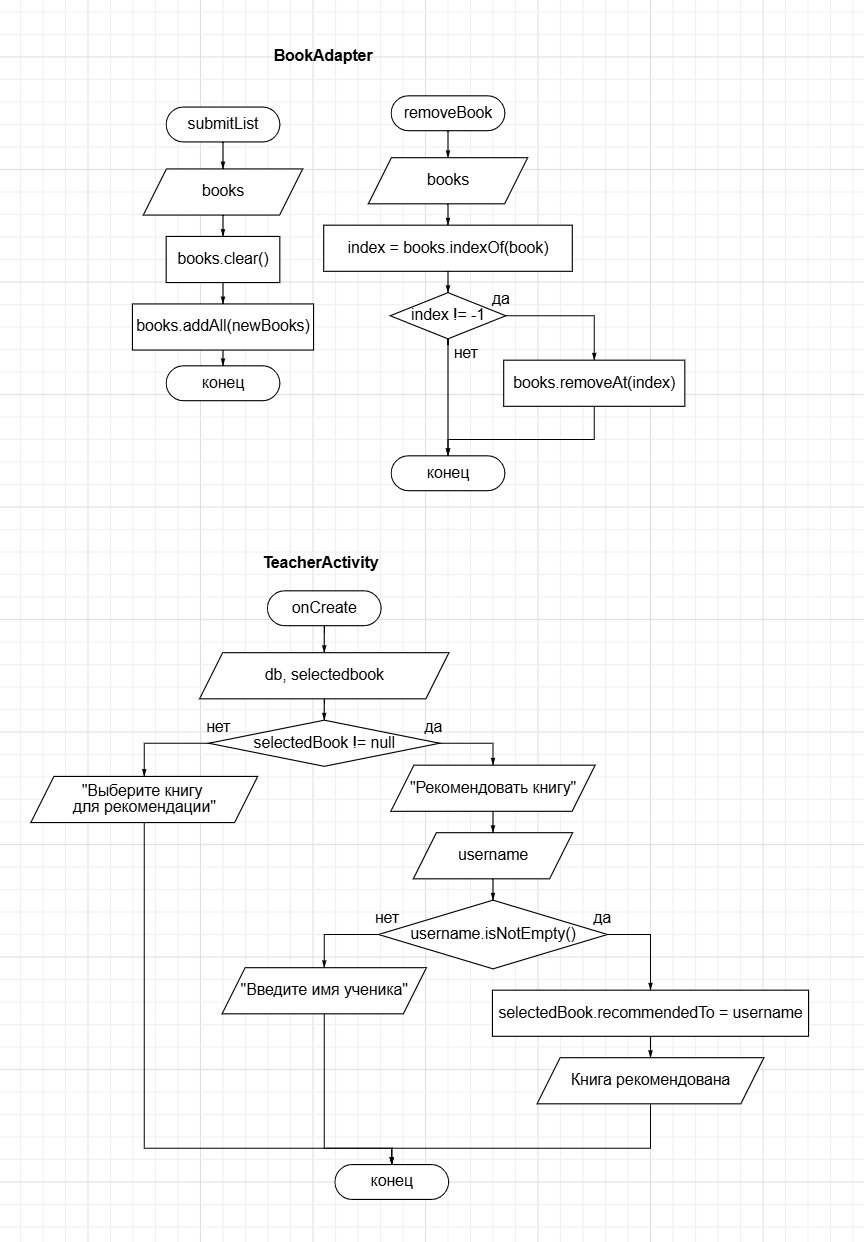 BookAdapter
submitList
books
books.clear()
books.addAll(newBooks)
конец
removeBook
books
index = books.indexOf(book)
index != -1
да
нет
books.removeAt(index)
конец
TeacherActivity
onCreate
db, selectedbook
selectedBook != null
нет
да
"Выберите книгу
для рекомендации"
"Рекомендовать книгу"
username
username.isNotEmpty()
нет
да
"Введите имя ученика"
selectedBook.recommendedTo = username
Книга рекомендована
конец